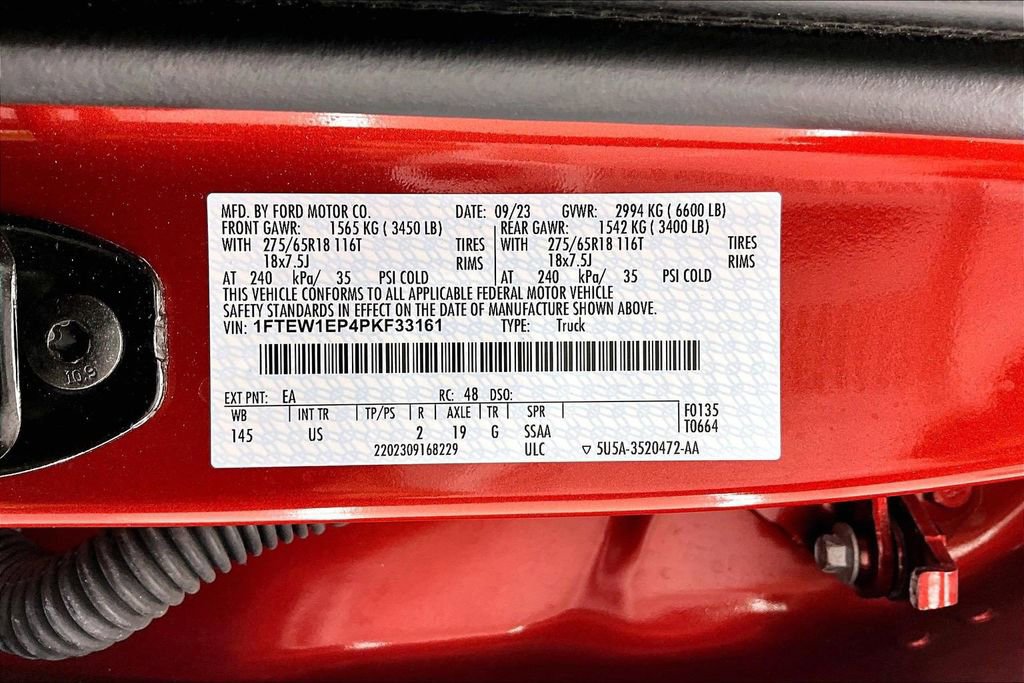 MFD. BY FORD MOTOR CO. DATE: 09/23 GVWR: 2994 KG ( 6600 LB)
FRONT GAWR: 1565 KG ( 3450 LB) REAR GAWR: 1542 KG ( 3400 LB)
WITH 275/65R18 116T TIRES WITH 275/65R18 116T TIRES
18x7.5J RIMS 18x7.5J RIMS
AT 240 kPa/ 35 PSI COLD AT 240 kPa/ 35 PSI COLD
THIS VEHICLE CONFORMS TO ALL APPLICABLE FEDERAL MOTOR VEHICLE
SAFETY STANDARDS IN EFFECT ON THE DATE OF MANUFACTURE SHOWN ABOVE.
VIN: 1FTEW1EP4PKF33161 TYPE: Truck
EXT PNT: EA RC: 48 DSO:
WB INT TR TP/PS R AXLE TR SPR F0135
145 US 2 19 G SSAA T0664
2202309168229 ULC ▽ 5U5A-3520472-AA
10.9